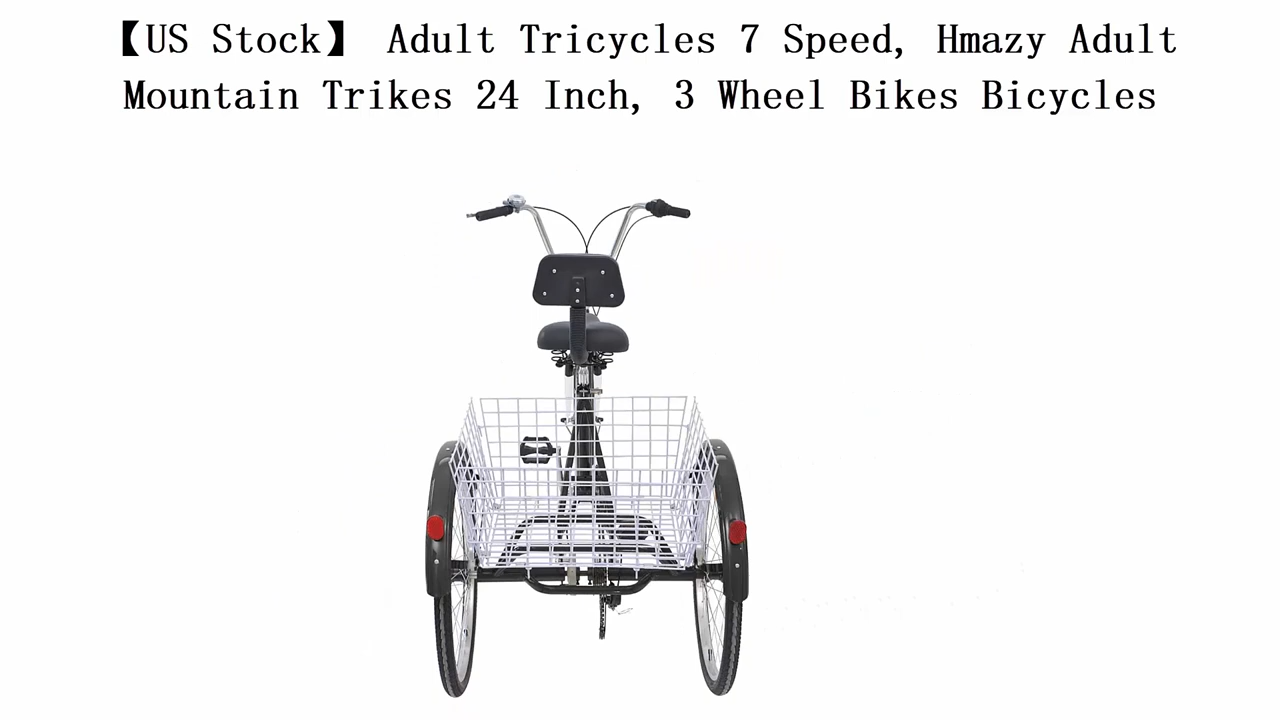 【US Stock】 Adult Tricycles 7 Speed, Hmazy Adult
Mountain Trikes 24 Inch, 3 Wheel Bikes Bicycles